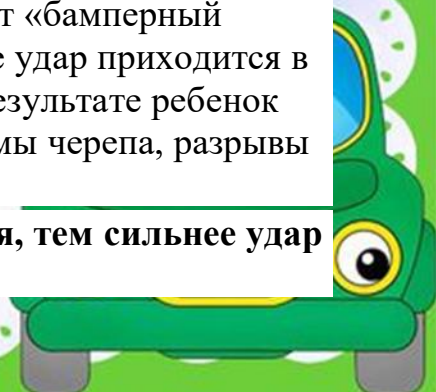 т «бамперный
е удар приходится в
езультате ребенок
мы черепа, разрывы
я, тем сильнее удар